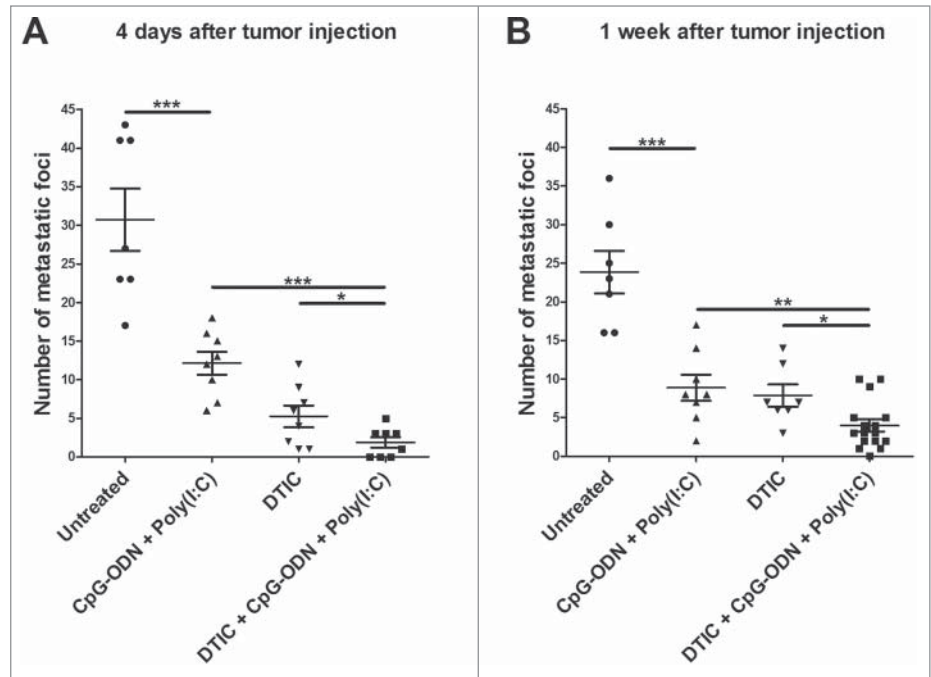 A
4 days after tumor injection
Number of metastatic foci
45
40
35
30
25
20
15
10
5
0
***
***
*
Untreated
CpG-ODN + Poly(I:C)
DTIC
DTIC + CpG-ODN + Poly(I:C)
B
1 week after tumor injection
Number of metastatic foci
45
40
35
30
25
20
15
10
5
0
***
**
*
Untreated
CpG-ODN + Poly(I:C)
DTIC
DTIC + CpG-ODN + Poly(I:C)